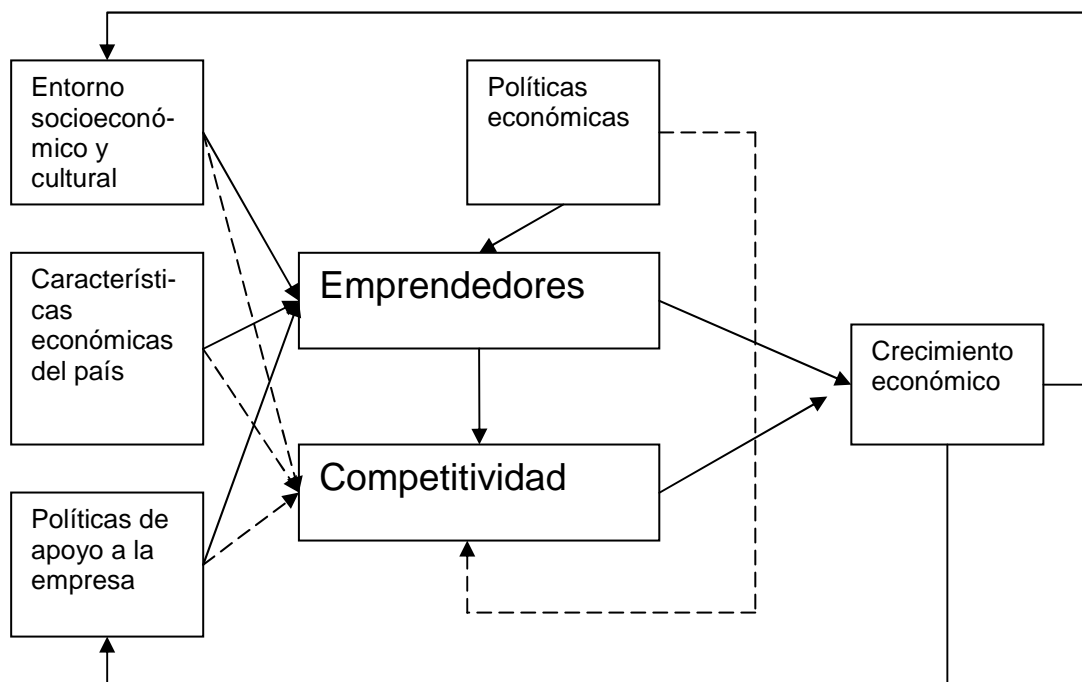 Entorno
socioeconó-
mico y
cultural
Políticas
económicas
Característi-
cas
económicas
del país
Emprendedores
Crecimiento
económico
Competitividad
Políticas de
apoyo a la
empresa